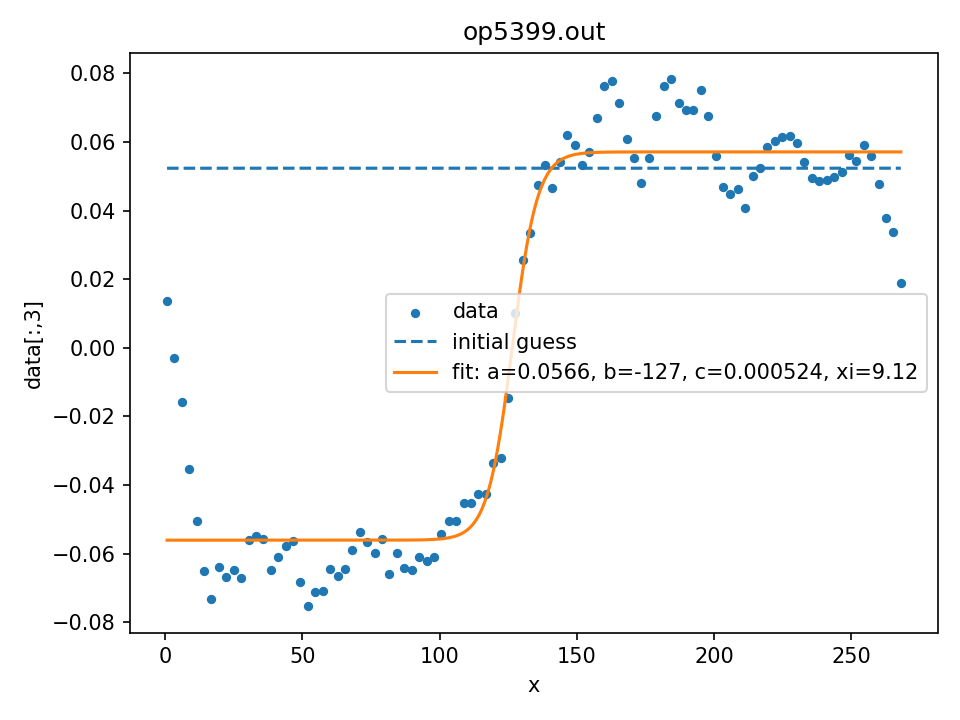 op5399.out
0.08
0.06
0.04
0.02
0.00
−0.02
−0.04
−0.06
−0.08
data[:,3]
data
initial guess
fit: a=0.0566, b=-127, c=0.000524, xi=9.12
0 50 100 150 200 250
x